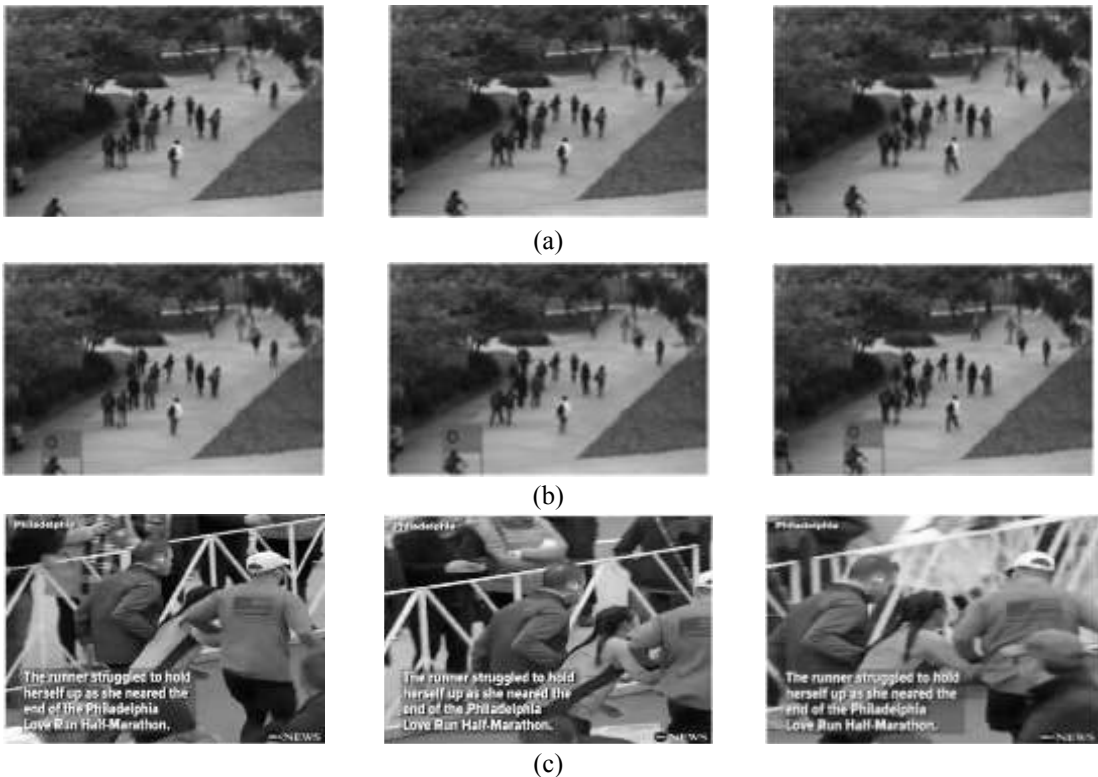 (a)
(b)
Philadelphia
The runner struggled to hold
herself up as she neared the
end of the Philadelphia
Love Run Half-Marathon.
NEWS
Philadelphia
The runner struggled to hold
herself up as she neared the
end of the Philadelphia
Love Run Half-Marathon.
NEWS
Philadelphia
The runner struggled to hold
herself up as she neared the
end of the Philadelphia
Love Run Half-Marathon.
NEWS
(c)